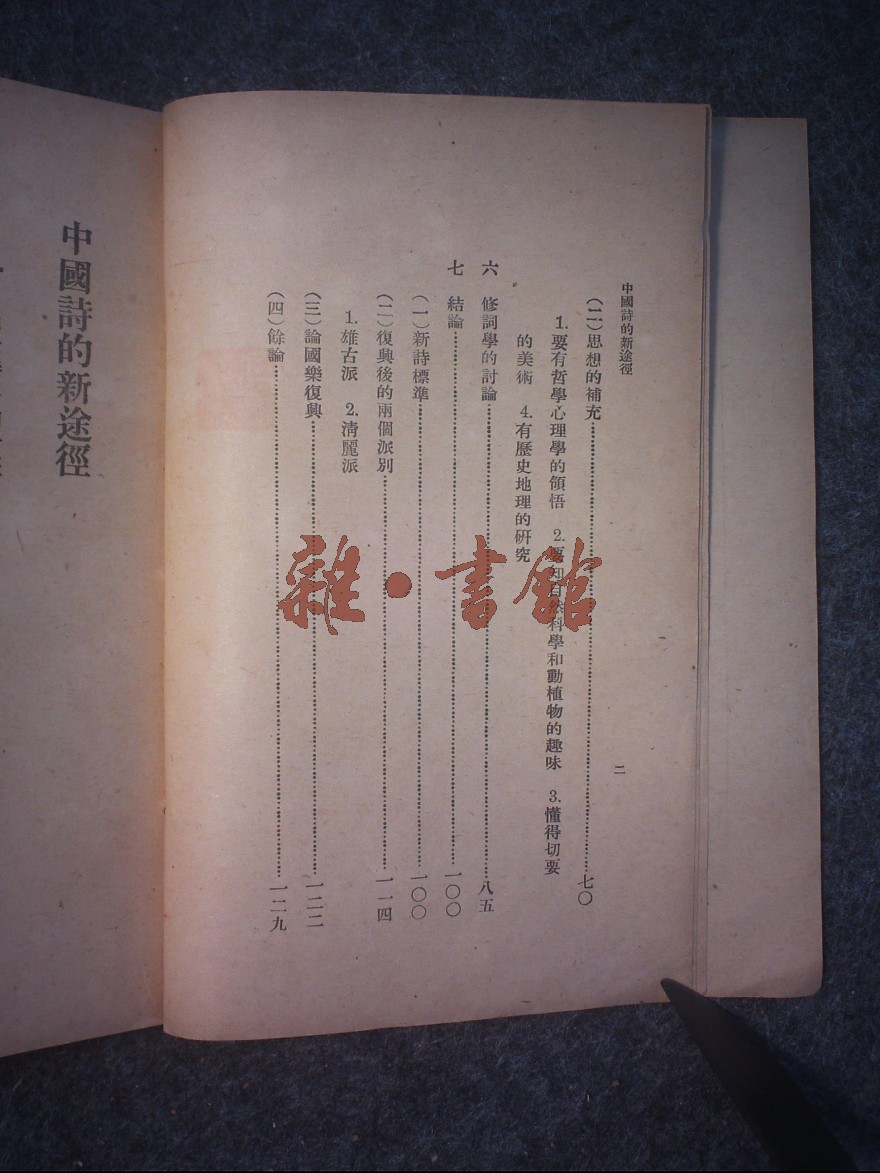 中國詩的新途徑
二
(二)思想的補充……七〇
1.要有哲學心理學的領悟 2.要知自然科學和動植物的趣味 3.懂得切要
的美術 4.有歷史地理的研究
六 修詞學的討論……八五
七 結論……一〇〇
(一)新詩標準……一〇〇
(二)復興後的兩個派別……一一四
1.雄古派 2.清麗派
(三)論國樂復興……一二二
(四)餘論……一二九
中國詩的新途徑
雜·書館